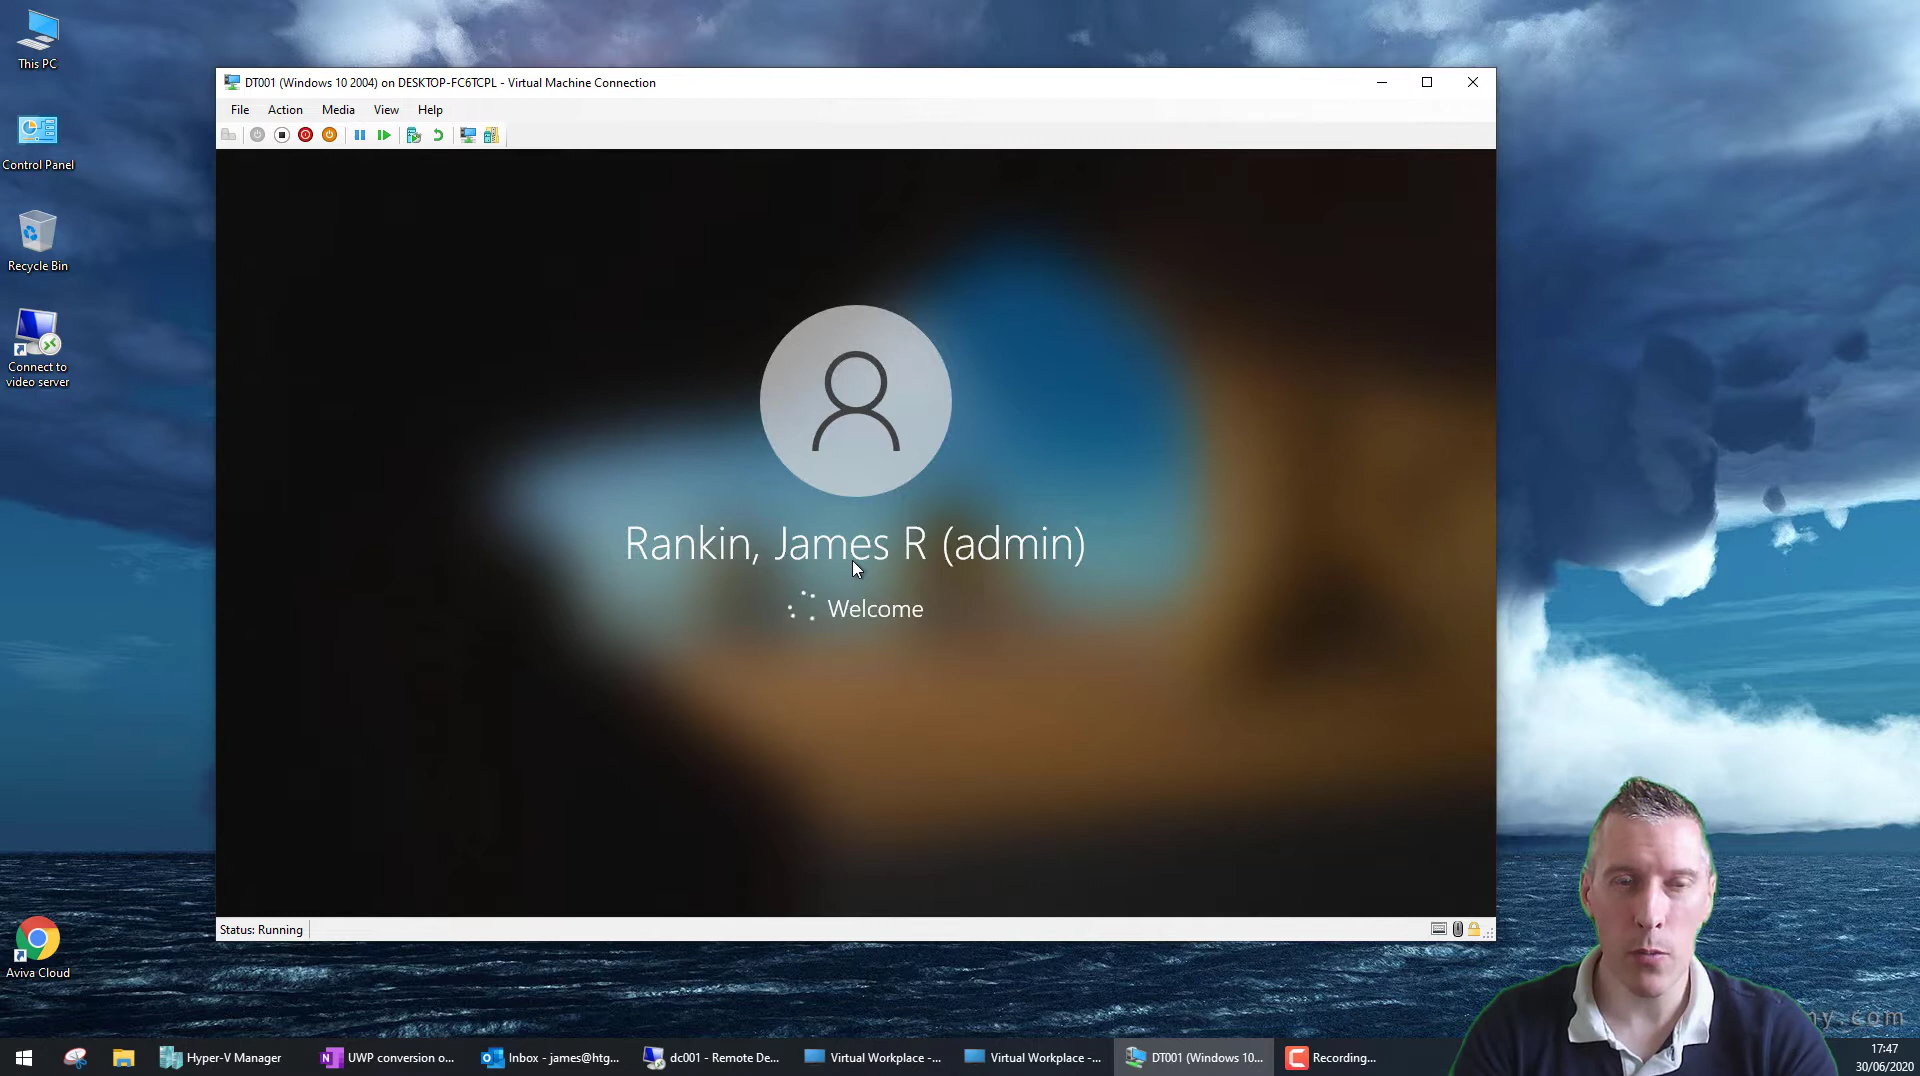 This PC
Control Panel
Recycle Bin
Connect to
video server
Aviva Cloud
DT001 (Windows 10 2004) on DESKTOP-FC6TCPL - Virtual Machine Connection
File Action Media View Help
Rankin, James R (admin)
Welcome
Status: Running
ny.com
Hyper-V Manager
UWP conversion o...
Inbox - james@htg...
dc001 - Remote De...
Virtual Workplace -...
Virtual Workplace -...
DT001 (Windows 10...
Recording...
17:47
30/06/2020